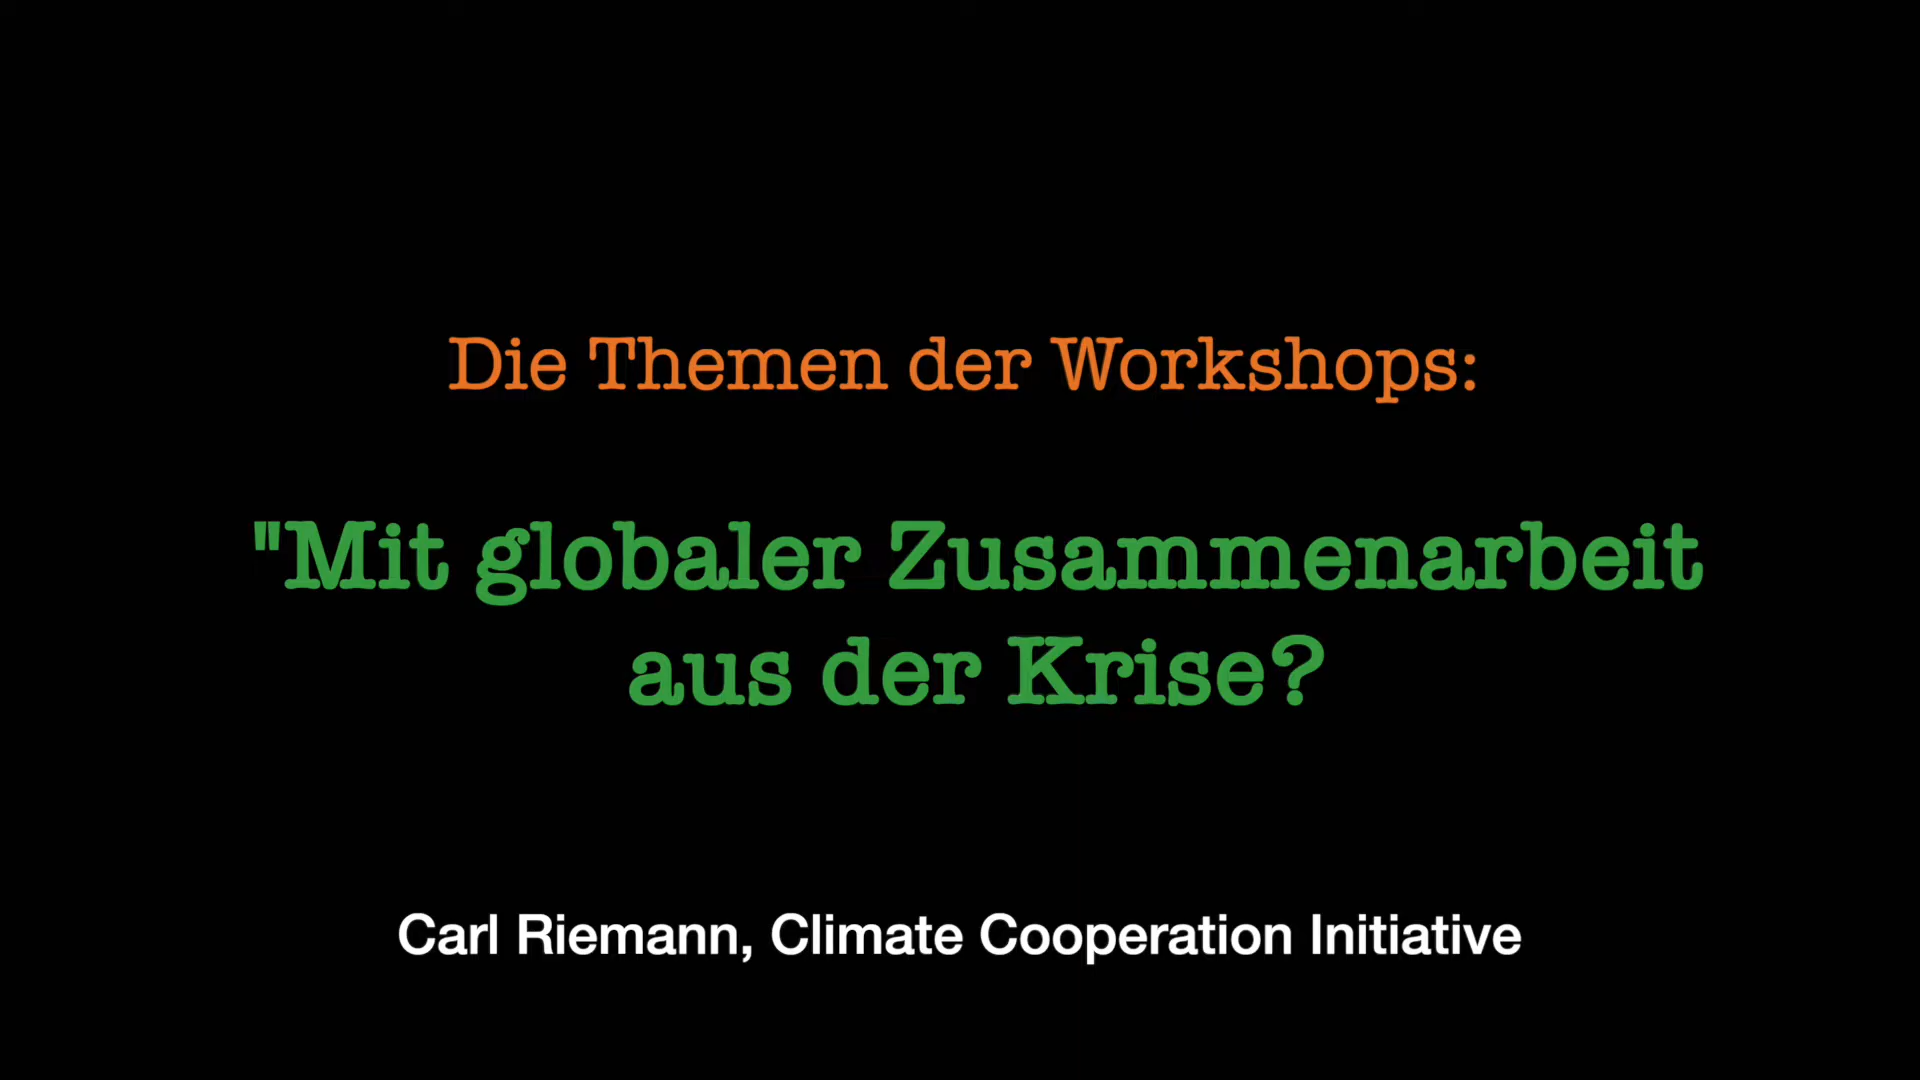 Die Themen der Workshops:
"Mit globaler Zusammenarbeit
aus der Krise?
Carl Riemann, Climate Cooperation Initiative